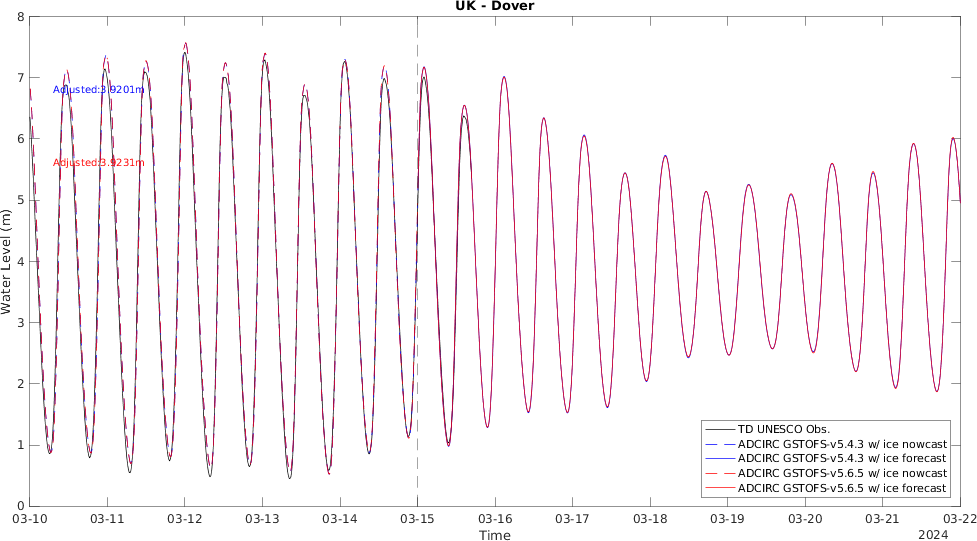 UK - Dover
8
7
6
5
4
3
2
1
0
Water Level (m)
Adjusted:3.9201m
Adjusted:3.9231m
TD UNESCO Obs.
ADCIRC GSTOFS-v5.4.3 w/ ice nowcast
ADCIRC GSTOFS-v5.4.3 w/ ice forecast
ADCIRC GSTOFS-v5.6.5 w/ ice nowcast
ADCIRC GSTOFS-v5.6.5 w/ ice forecast
03-10 03-11 03-12 03-13 03-14 03-15 03-16 03-17 03-18 03-19 03-20 03-21 03-22
Time
2024